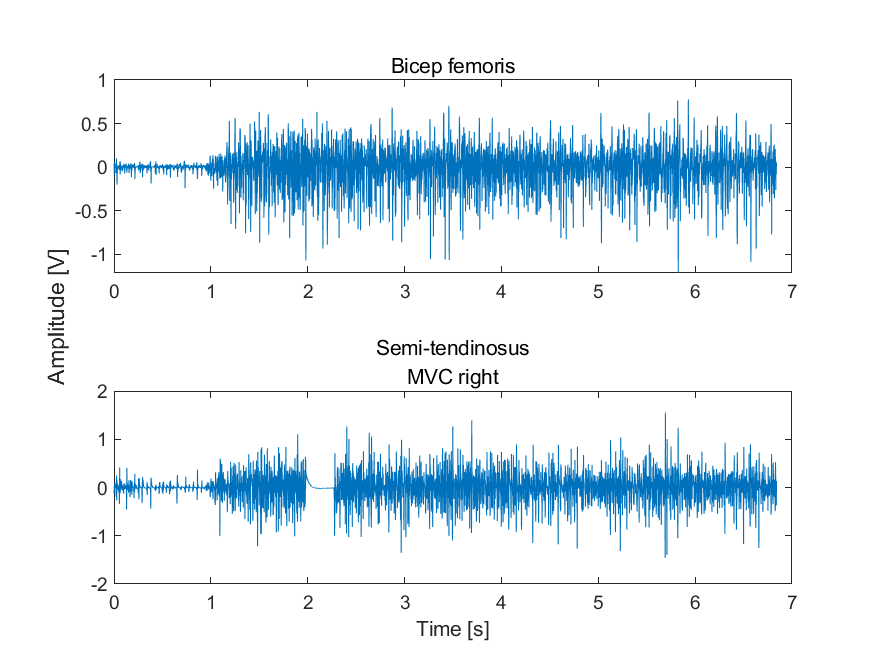 Bicep femoris
1
0.5
0
-0.5
-1
0 1 2 3 4 5 6 7
Amplitude [V]
Semi-tendinosus
MVC right
2
1
0
-1
-2
0 1 2 3 4 5 6 7
Time [s]